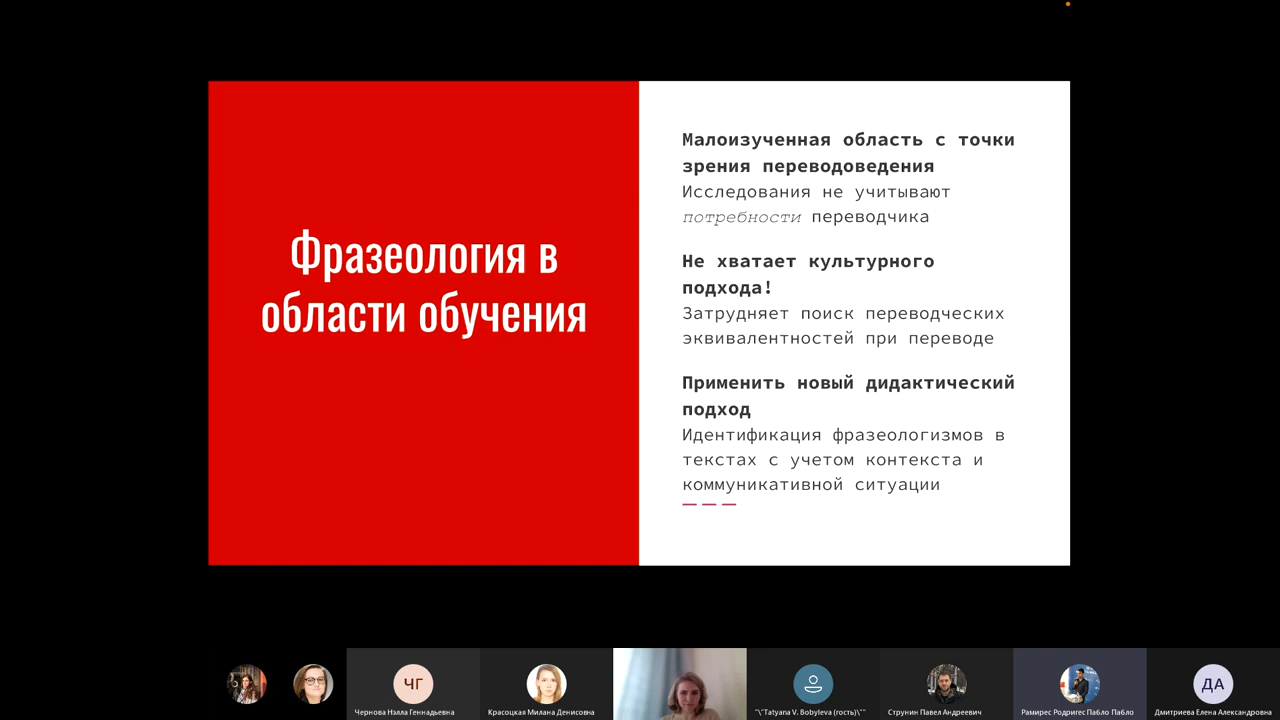 Фразеология в
области обучения
Малоизученная область с точки
зрения переводоведения
Исследования не учитывают
потребности переводчика
Не хватает культурного
подхода!
Затрудняет поиск переводческих
эквивалентностей при переводе
Применить новый дидактический
подход
Идентификация фразеологизмов в
текстах с учетом контекста и
коммуникативной ситуации
ЧГ
ДА
Чернова Нэлла Геннадьевна
Красоцкая Милана Денисовна
"\"Tatyana V. Bobyleva (гость)\""
Струнин Павел Андреевич
Рамирес Родригес Пабло Пабло
Дмитриева Елена Александровна